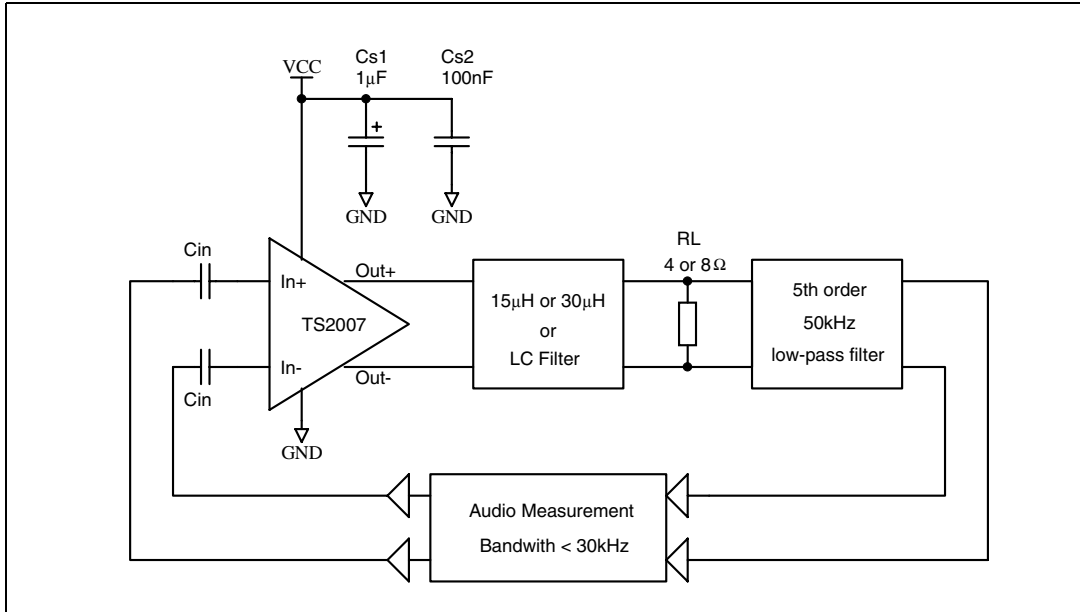 VCC
Cs1
1μF
Cs2
100nF
+
GND
GND
Cin
In+
Out+
TS2007
In-
Out-
Cin
GND
15μH or 30μH
or
LC Filter
RL
4 or 8Ω
5th order
50kHz
low-pass filter
Audio Measurement
Bandwith < 30kHz